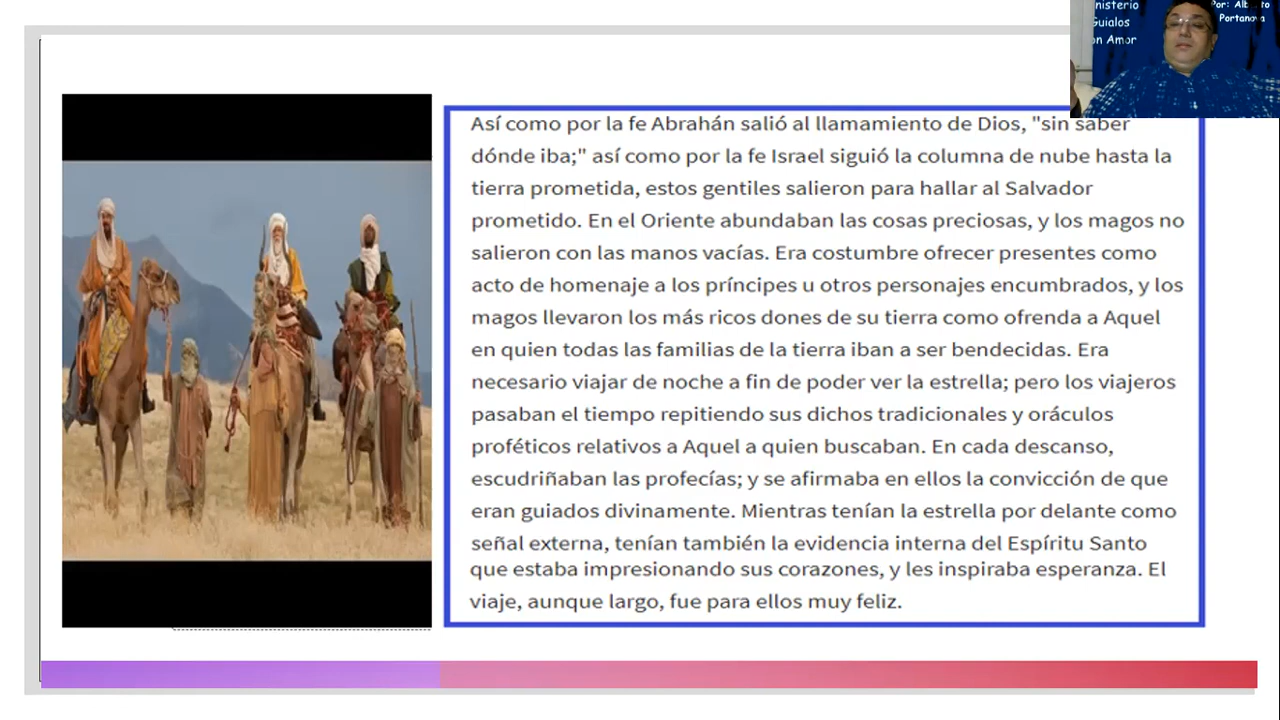 nisterio
Guialos
on Amor
Por: Alb to
Portanova
Así como por la fe Abrahán salió al llamamiento de Dios, "sin saber
dónde iba;" así como por la fe Israel siguió la columna de nube hasta la
tierra prometida, estos gentiles salieron para hallar al Salvador
prometido. En el Oriente abundaban las cosas preciosas, y los magos no
salieron con las manos vacías. Era costumbre ofrecer presentes como
acto de homenaje a los príncipes u otros personajes encumbrados, y los
magos llevaron los más ricos dones de su tierra como ofrenda a Aquel
en quien todas las familias de la tierra iban a ser bendecidas. Era
necesario viajar de noche a fin de poder ver la estrella; pero los viajeros
pasaban el tiempo repitiendo sus dichos tradicionales y oráculos
proféticos relativos a Aquel a quien buscaban. En cada descanso,
escudriñaban las profecías; y se afirmaba en ellos la convicción de que
eran guiados divinamente. Mientras tenían la estrella por delante como
señal externa, tenían también la evidencia interna del Espíritu Santo
que estaba impresionando sus corazones, y les inspiraba esperanza. El
viaje, aunque largo, fue para ellos muy feliz.